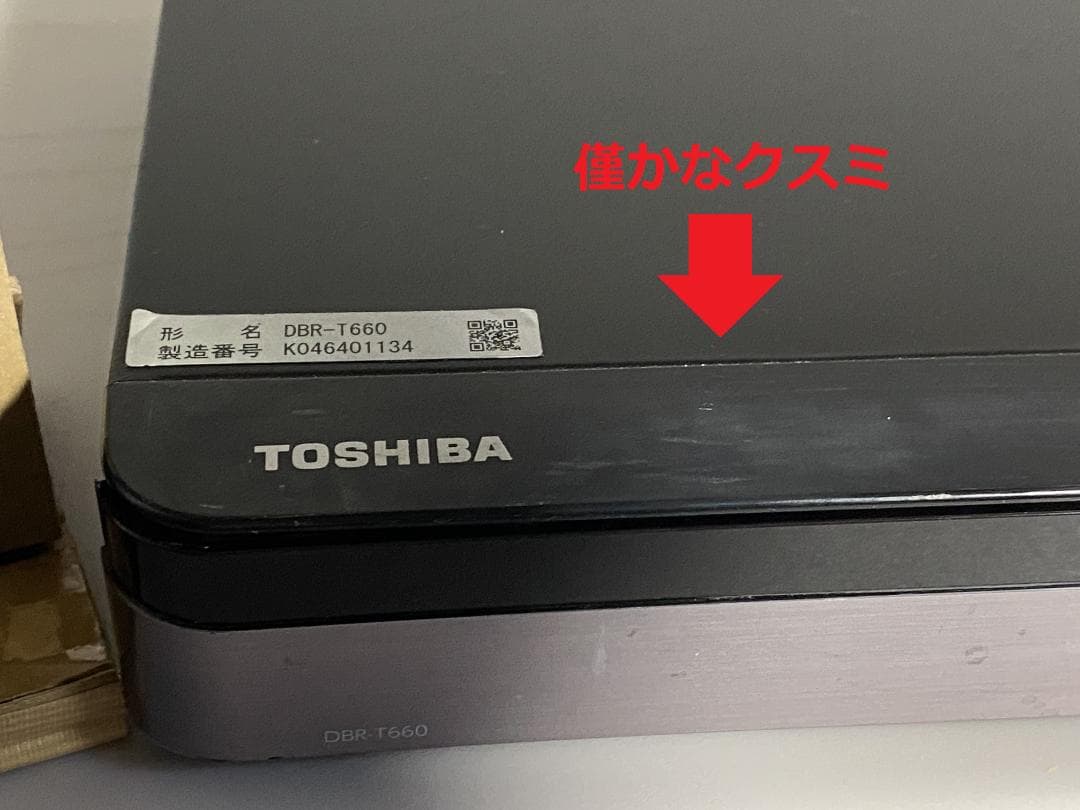 僅かなクスミ
形 名 DBR-T660
製造番号 K046401134
TOSHIBA
DBR-T660